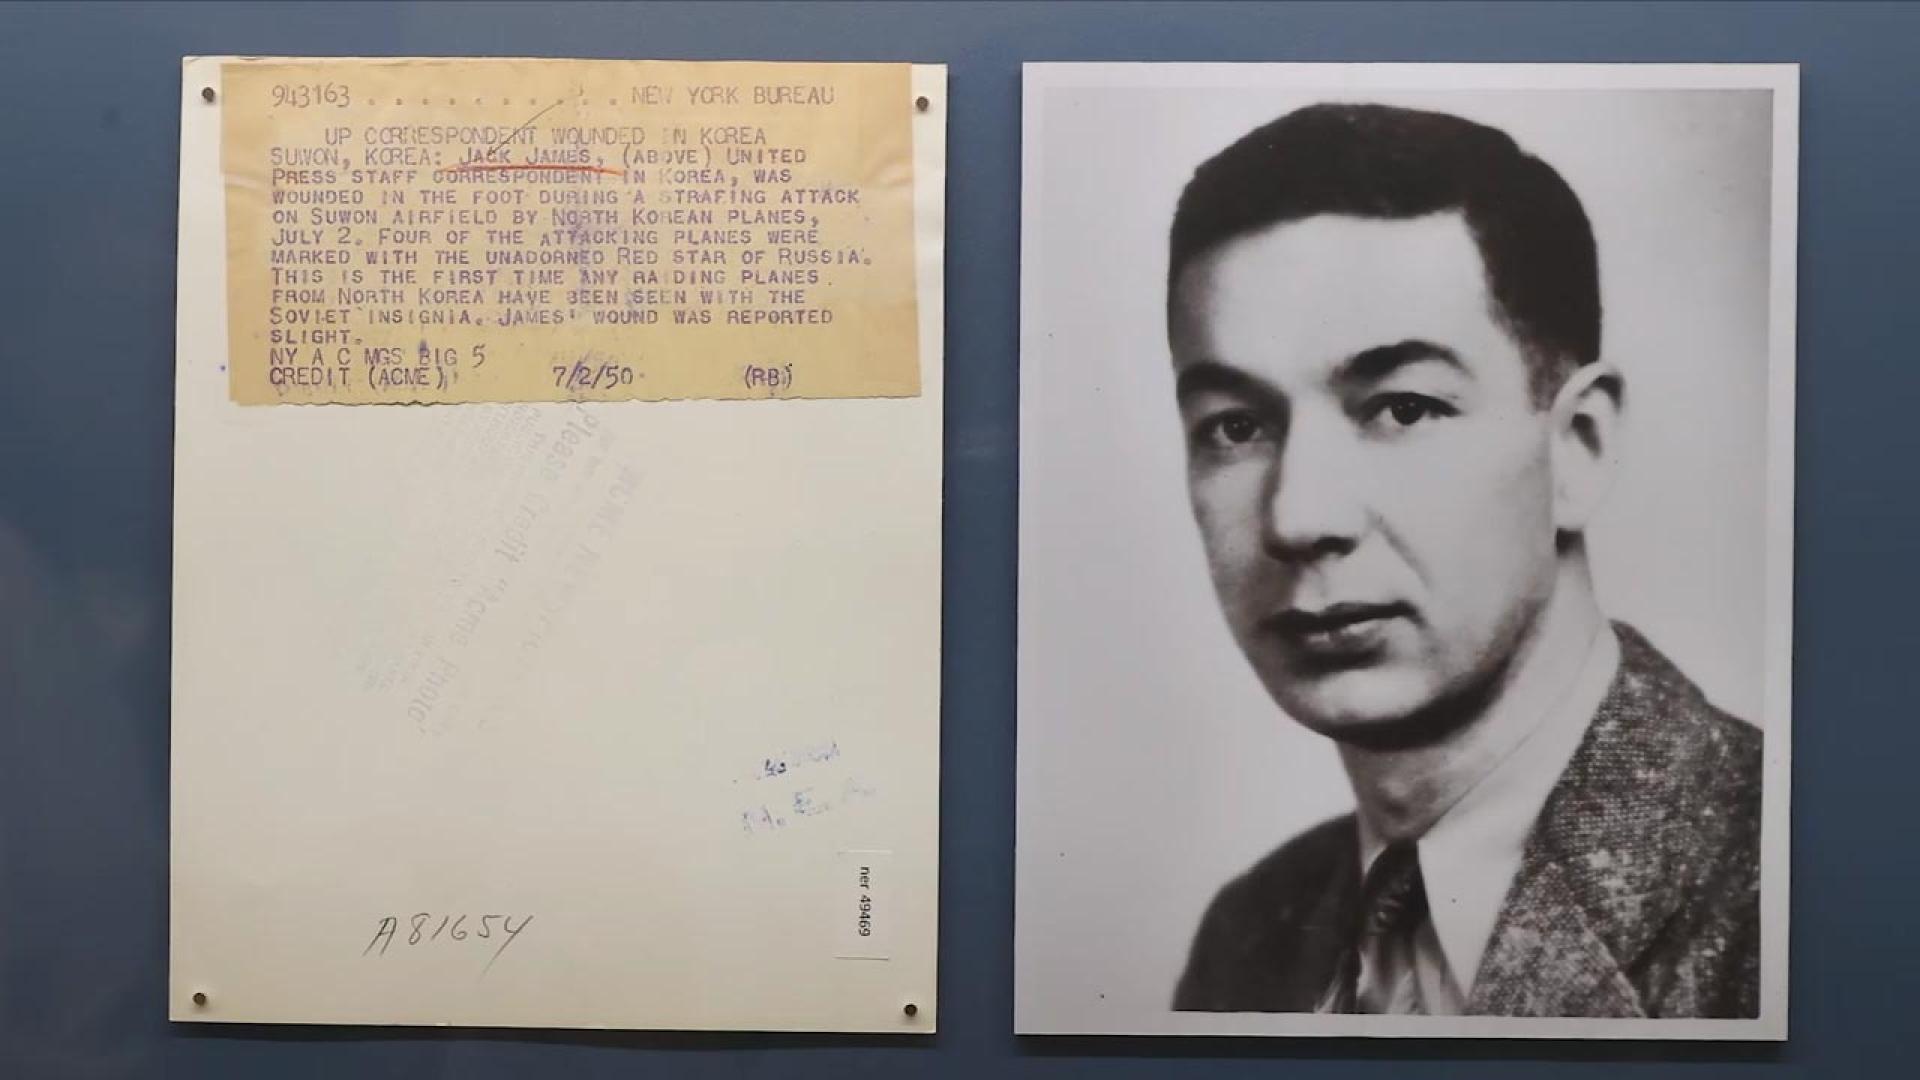 943163 . . . . . . . . . . . . NEW YORK BUREAU
UP CORRESPONDENT WOUNDED IN KOREA
SUWON, KOREA: JACK JAMES, (ABOVE) UNITED
PRESS STAFF CORRESPONDENT IN KOREA, WAS
WOUNDED IN THE FOOT DURING A STRAFING ATTACK
ON SUWON AIRFIELD BY NORTH KOREAN PLANES,
JULY 2. FOUR OF THE ATTACKING PLANES WERE
MARKED WITH THE UNADORNED RED STAR OF RUSSIA.
THIS IS THE FIRST TIME ANY RAIDING PLANES
FROM NORTH KOREA HAVE BEEN SEEN WITH THE
SOVIET INSIGNIA. JAMES' WOUND WAS REPORTED
SLIGHT.
NY A C MGS BIG 5
CREDIT (ACME) 7/2/50 (RB)
Please Credit "Acme Photo"
ner 49469
A81654